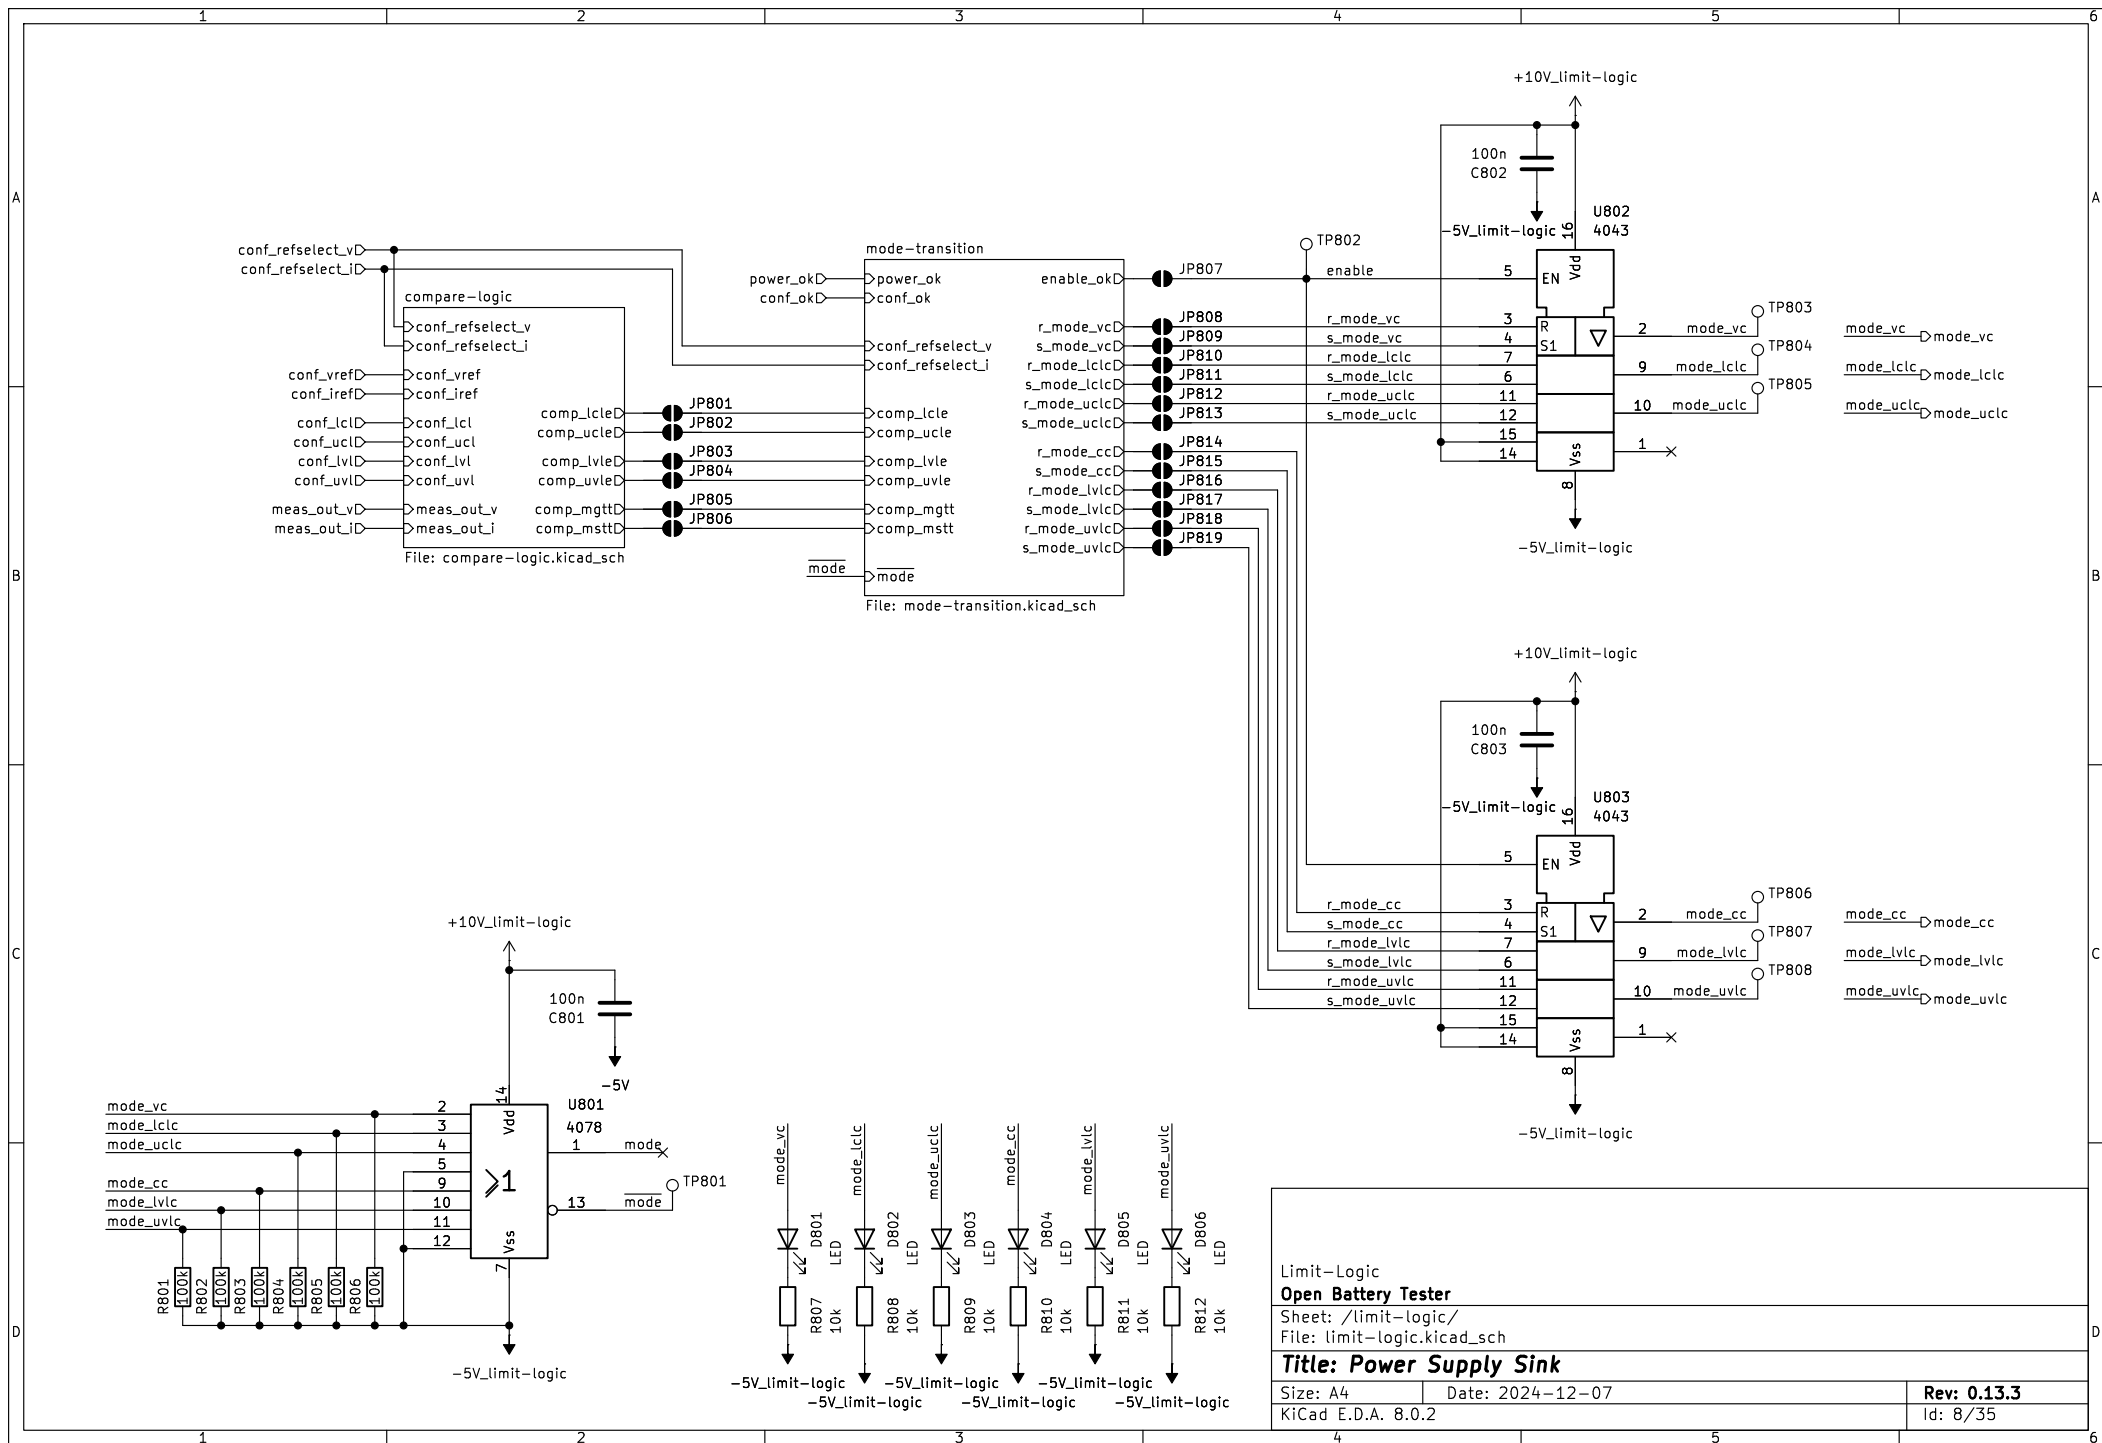 1 2 3 4 5 6
A
B
C
D
A
B
C
D
1 2 3 4 5 6
conf_refselect_v
conf_refselect_i
compare-logic
conf_refselect_v
conf_refselect_i
conf_vref conf_vref
conf_iref conf_iref
comp_lcle JP801
conf_lcl conf_lcl
comp_ucle JP802
conf_ucl conf_ucl
conf_lvl conf_lvl comp_lvle JP803
conf_uvl conf_uvl comp_uvle JP804
meas_out_v meas_out_v comp_mgtt JP805
meas_out_i meas_out_i comp_mstt JP806
File: compare-logic.kicad_sch
mode-transition
power_ok power_ok enable_ok JP807
conf_ok conf_ok
r_mode_vc JP808
conf_refselect_v s_mode_vc JP809
conf_refselect_i r_mode_lclc JP810
s_mode_lclc JP811
r_mode_uclc JP812
comp_lcle s_mode_uclc JP813
comp_ucle
r_mode_cc JP814
comp_lvle s_mode_cc JP815
comp_uvle r_mode_lvlc JP816
comp_mgtt s_mode_lvlc JP817
comp_mstt r_mode_uvlc JP818
s_mode_uvlc JP819
mode mode
File: mode-transition.kicad_sch
+10V_limit-logic
100n
C802
-5V_limit-logic
U802
4043
16
Vdd
TP802
enable 5 EN
r_mode_vc 3 R
s_mode_vc 4 S1
r_mode_lclc 7
s_mode_lclc 6
r_mode_uclc 11
s_mode_uclc 12
15
14
Vss
8
-5V_limit-logic
2 mode_vc TP803
9 mode_lclc TP804
10 mode_uclc TP805
1
mode_vc mode_vc
mode_lclc mode_lclc
mode_uclc mode_uclc
+10V_limit-logic
100n
C803
-5V_limit-logic
U803
4043
16
Vdd
5 EN
r_mode_cc 3 R
s_mode_cc 4 S1
r_mode_lvlc 7
s_mode_lvlc 6
r_mode_uvlc 11
s_mode_uvlc 12
15
14
Vss
8
-5V_limit-logic
2 mode_cc TP806
9 mode_lvlc TP807
10 mode_uvlc TP808
1
mode_cc mode_cc
mode_lvlc mode_lvlc
mode_uvlc mode_uvlc
+10V_limit-logic
100n
C801
-5V
14
Vdd
U801
4078
mode_vc 2
mode_lclc 3
mode_uclc 4
5
mode_cc 9
mode_lvlc 10
mode_uvlc 11
12
≥1
1 mode
13 mode
TP801
Vss
7
R801 100k
R802 100k
R803 100k
R804 100k
R805 100k
R806 100k
-5V_limit-logic
mode_vc
mode_lclc
mode_uclc
mode_cc
mode_lvlc
mode_uvlc
D801 LED
D802 LED
D803 LED
D804 LED
D805 LED
D806 LED
R807 10k
R808 10k
R809 10k
R810 10k
R811 10k
R812 10k
-5V_limit-logic -5V_limit-logic -5V_limit-logic
-5V_limit-logic -5V_limit-logic -5V_limit-logic
Limit-Logic
Open Battery Tester
Sheet: /limit-logic/
File: limit-logic.kicad_sch
Title: Power Supply Sink
Size: A4 Date: 2024-12-07 Rev: 0.13.3
KiCad E.D.A. 8.0.2 Id: 8/35